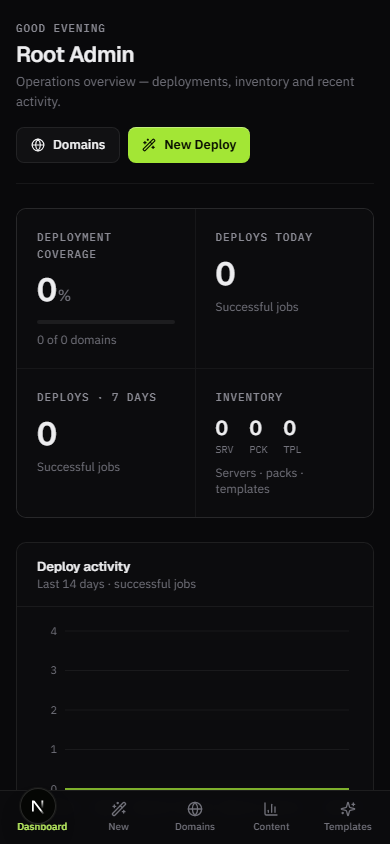 GOOD EVENING
Root Admin
Operations overview — deployments, inventory and recent
activity.
Domains
New Deploy
DEPLOYMENT
COVERAGE
0%
0 of 0 domains
DEPLOYS TODAY
0
Successful jobs
DEPLOYS · 7 DAYS
0
Successful jobs
INVENTORY
0 0 0
SRV PCK TPL
Servers · packs ·
templates
Deploy activity
Last 14 days · successful jobs
4
3
2
1
0
N
Dashboard
New
Domains
Content
Templates